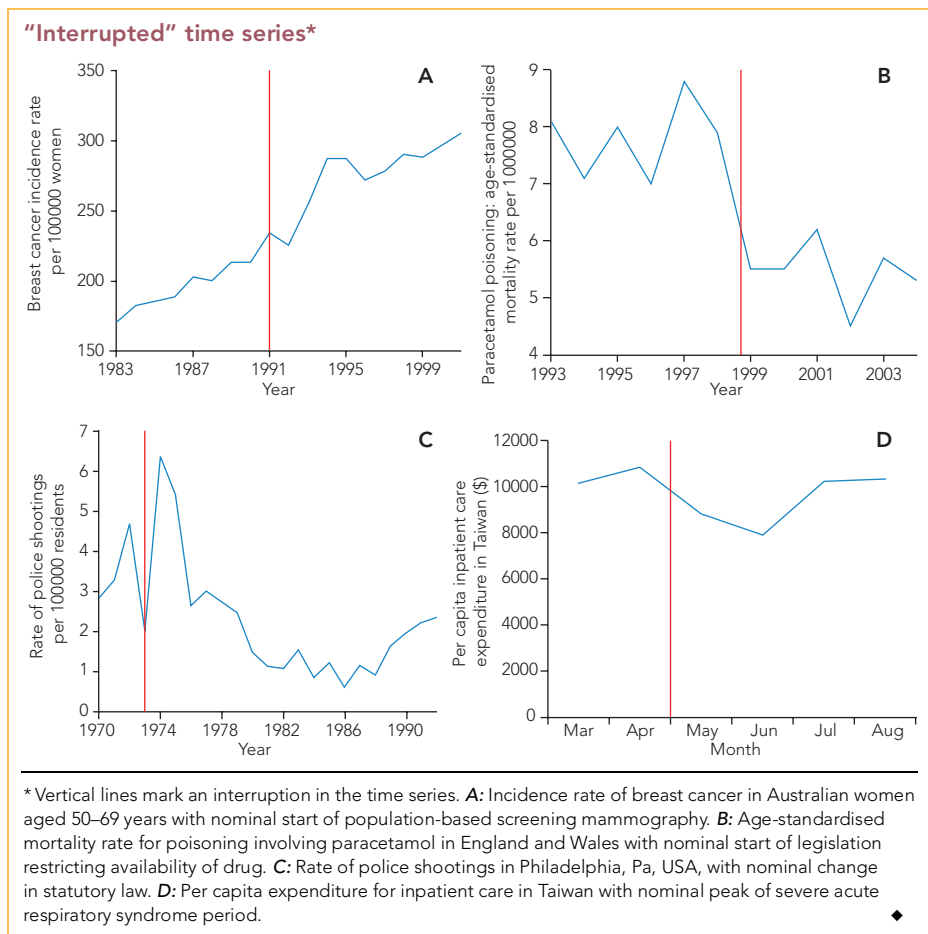 “Interrupted” time series*
A
Breast cancer incidence rate
per 100000 women
350
300
250
200
150
1983 1987 1991 1995 1999
Year
B
Paracetamol poisoning: age-standardised
mortality rate per 1000000
9
8
7
6
5
4
1993 1995 1997 1999 2001 2003
Year
C
Rate of police shootings
per 100000 residents
7
6
5
4
3
2
1
0
1970 1974 1978 1982 1986 1990
Year
D
Per capita inpatient care
expenditure in Taiwan ($)
12000
10000
8000
6000
4000
2000
0
Mar Apr May Jun Jul Aug
Month
* Vertical lines mark an interruption in the time series. A: Incidence rate of breast cancer in Australian women
aged 50–69 years with nominal start of population-based screening mammography. B: Age-standardised
mortality rate for poisoning involving paracetamol in England and Wales with nominal start of legislation
restricting availability of drug. C: Rate of police shootings in Philadelphia, Pa, USA, with nominal change
in statutory law. D: Per capita expenditure for inpatient care in Taiwan with nominal peak of severe acute
respiratory syndrome period. ◆